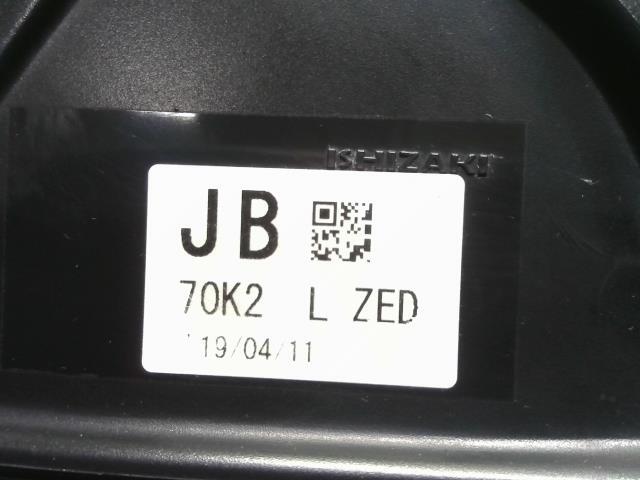 ISHIZAKI
JB
70K2 L ZED
'19/04/11